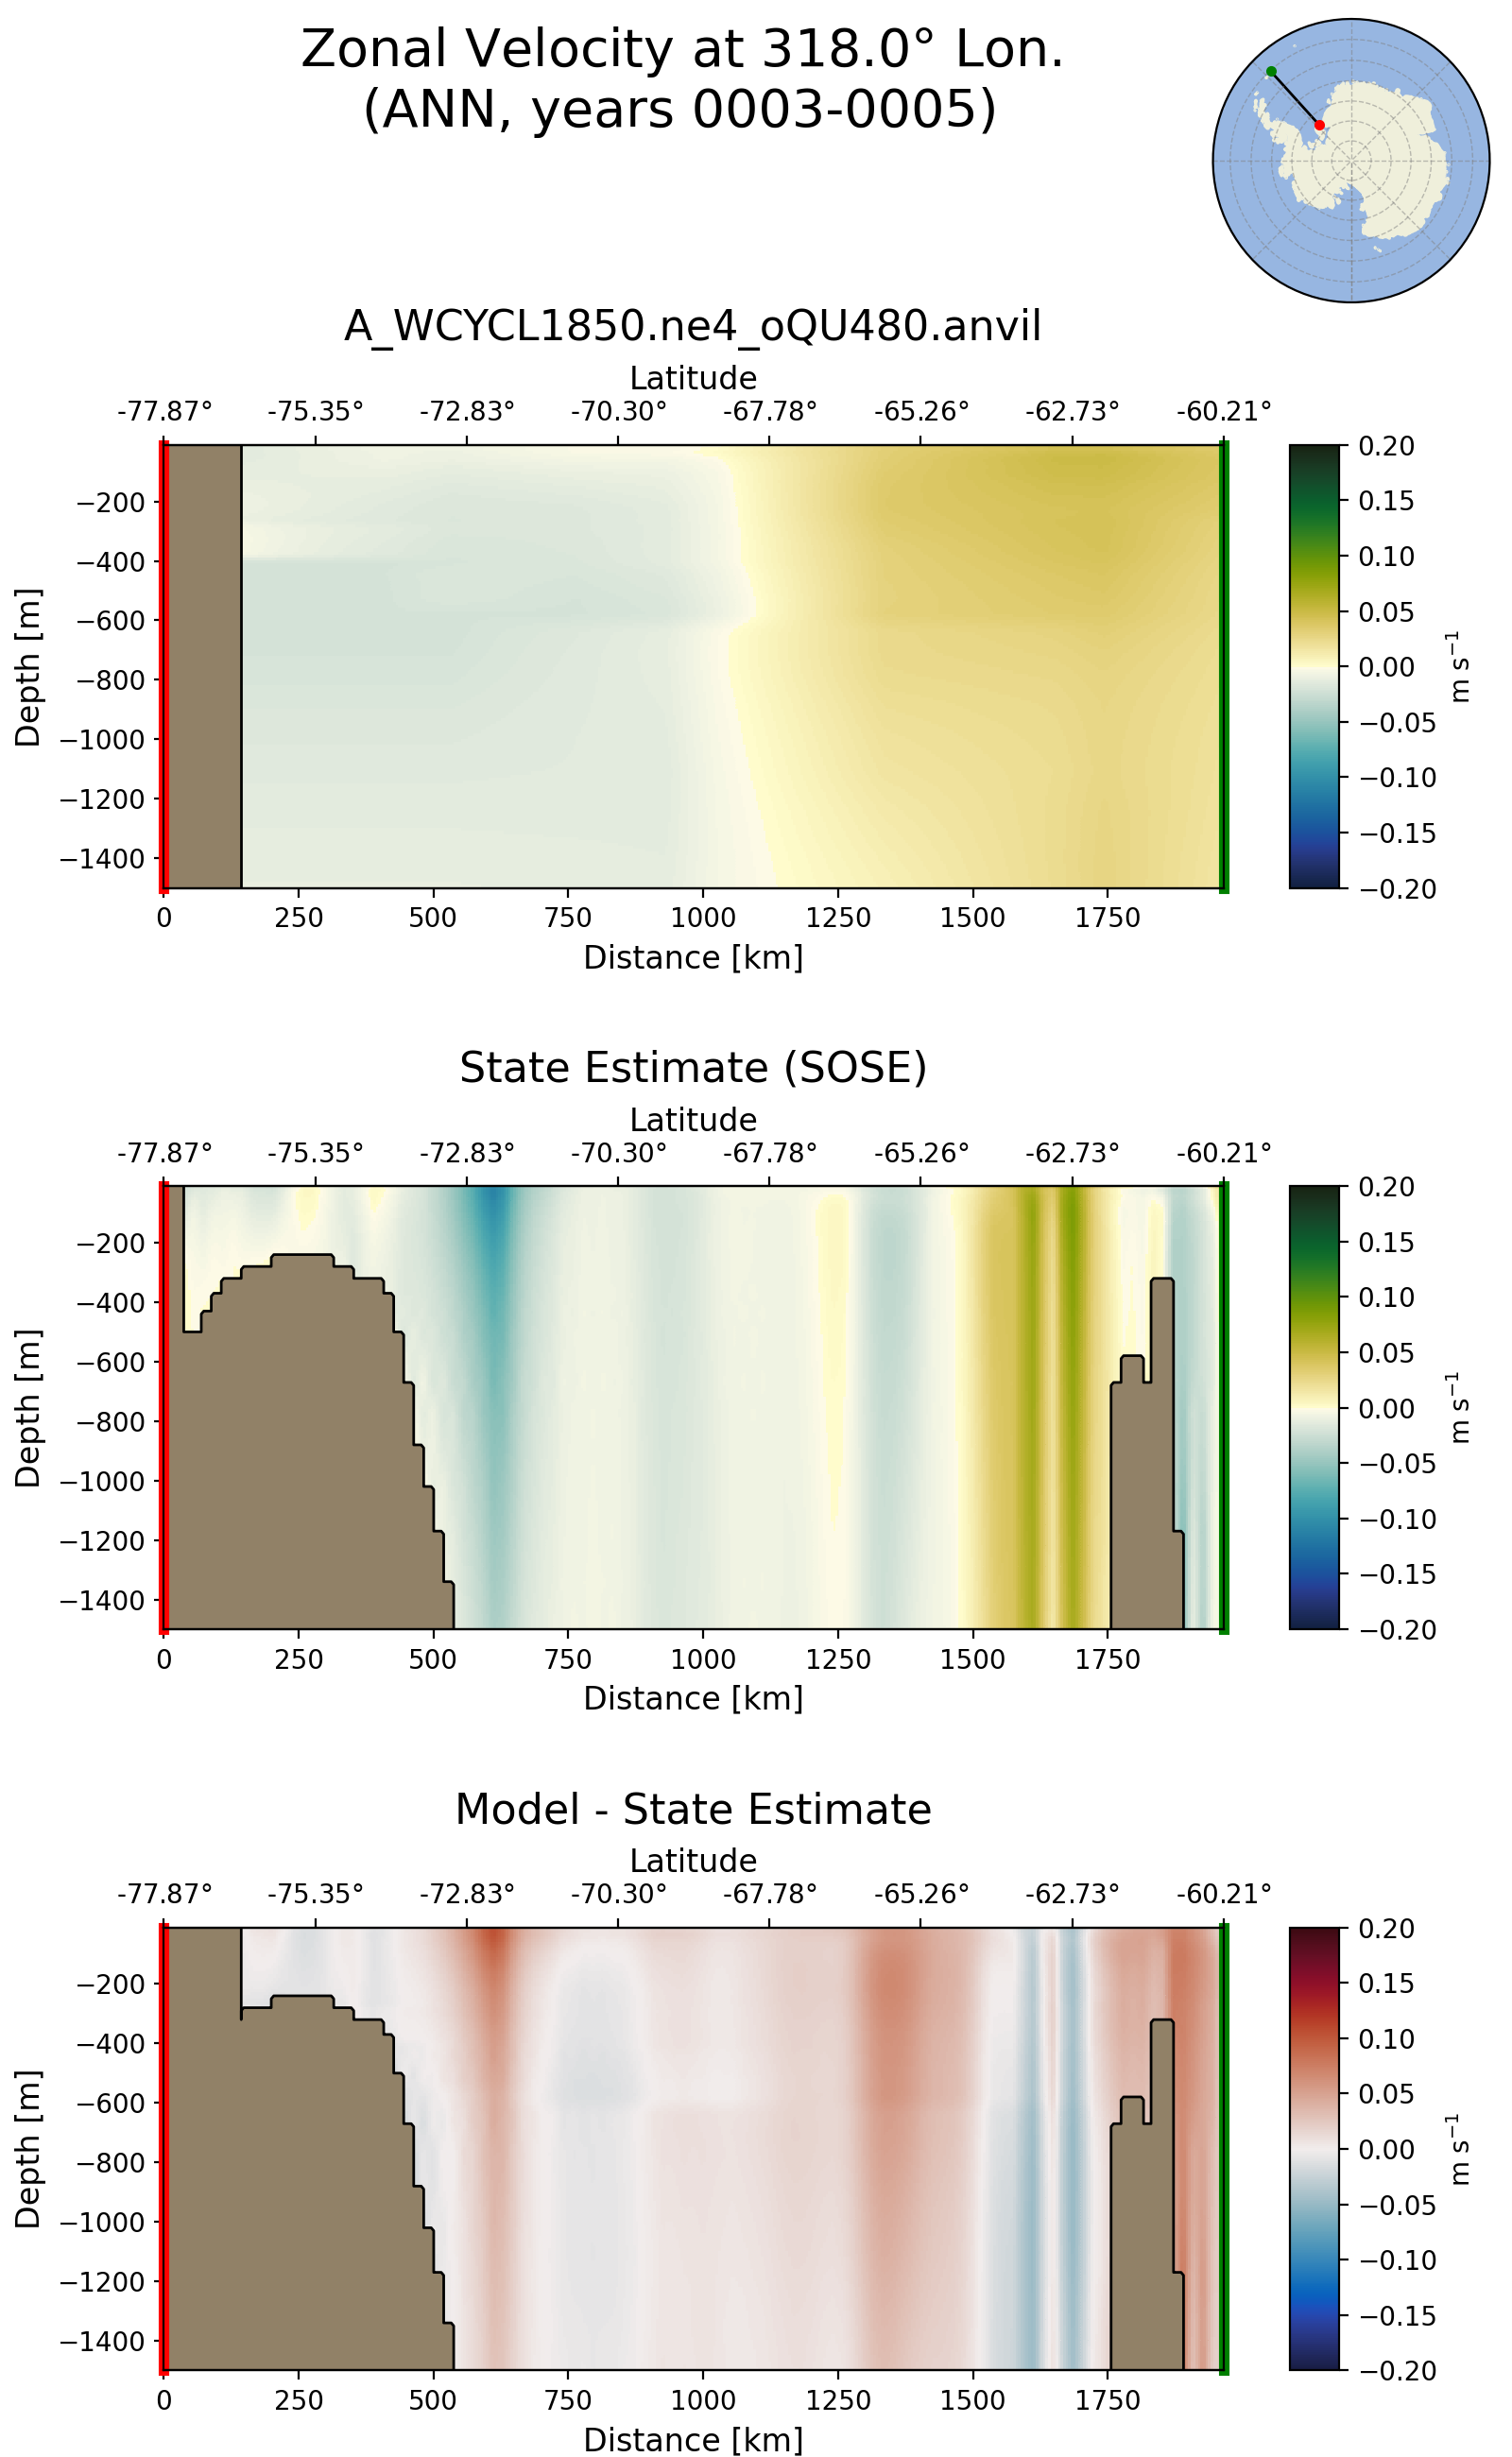 Zonal Velocity at 318.0° Lon.
(ANN, years 0003-0005)
A_WCYCL1850.ne4_oQU480.anvil
Latitude
-77.87° -75.35° -72.83° -70.30° -67.78° -65.26° -62.73° -60.21°
Depth [m]
−200
−400
−600
−800
−1000
−1200
−1400
0 250 500 750 1000 1250 1500 1750
Distance [km]
0.20
0.15
0.10
0.05
0.00
−0.05
−0.10
−0.15
−0.20
m s⁻¹
State Estimate (SOSE)
Latitude
-77.87° -75.35° -72.83° -70.30° -67.78° -65.26° -62.73° -60.21°
Depth [m]
−200
−400
−600
−800
−1000
−1200
−1400
0 250 500 750 1000 1250 1500 1750
Distance [km]
0.20
0.15
0.10
0.05
0.00
−0.05
−0.10
−0.15
−0.20
m s⁻¹
Model - State Estimate
Latitude
-77.87° -75.35° -72.83° -70.30° -67.78° -65.26° -62.73° -60.21°
Depth [m]
−200
−400
−600
−800
−1000
−1200
−1400
0 250 500 750 1000 1250 1500 1750
Distance [km]
0.20
0.15
0.10
0.05
0.00
−0.05
−0.10
−0.15
−0.20
m s⁻¹